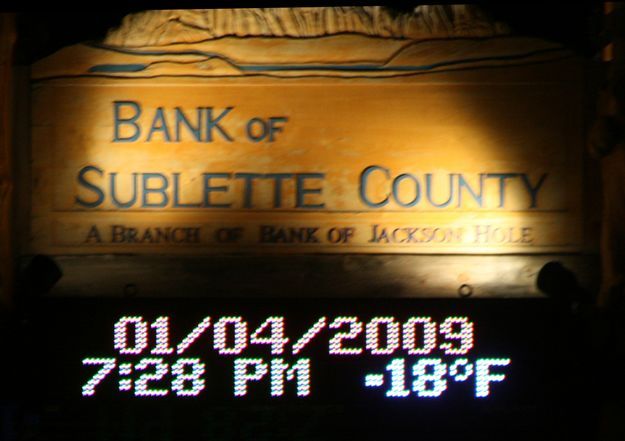 BANK OF
SUBLETTE COUNTY
A BRANCH OF BANK OF JACKSON HOLE
01/04/2009
7:28 PM -18°F